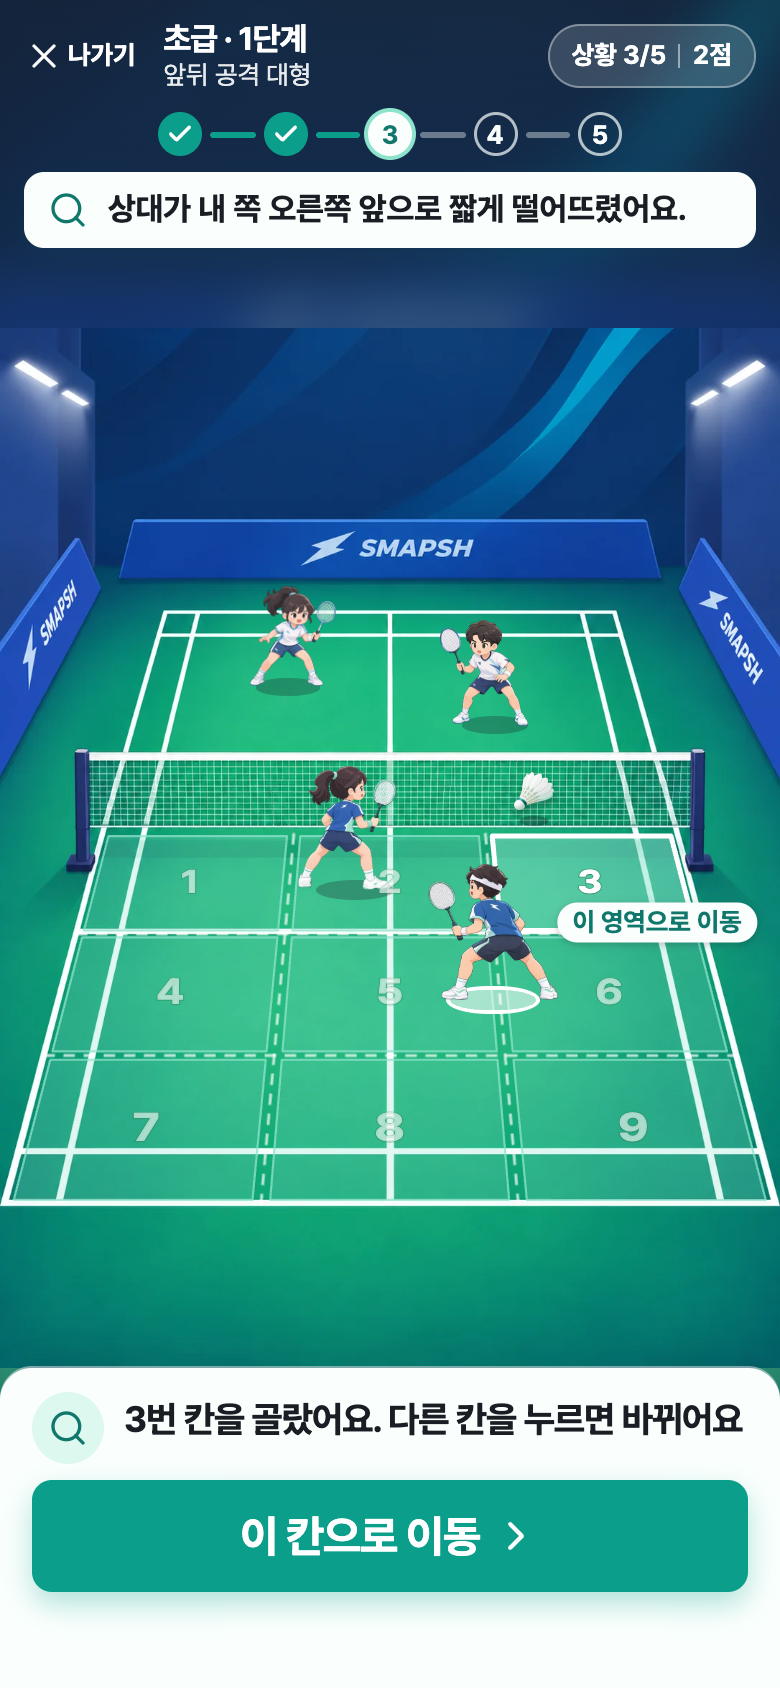 나가기
초급 · 1단계
앞뒤 공격 대형
상황 3/5 | 2점
3
4
5
상대가 내 쪽 오른쪽 앞으로 짧게 떨어뜨렸어요.
SMAPSH
SMAPSH
SMAPSH
1
2
3
이 영역으로 이동
4
5
6
7
8
9
3번 칸을 골랐어요. 다른 칸을 누르면 바뀌어요
이 칸으로 이동